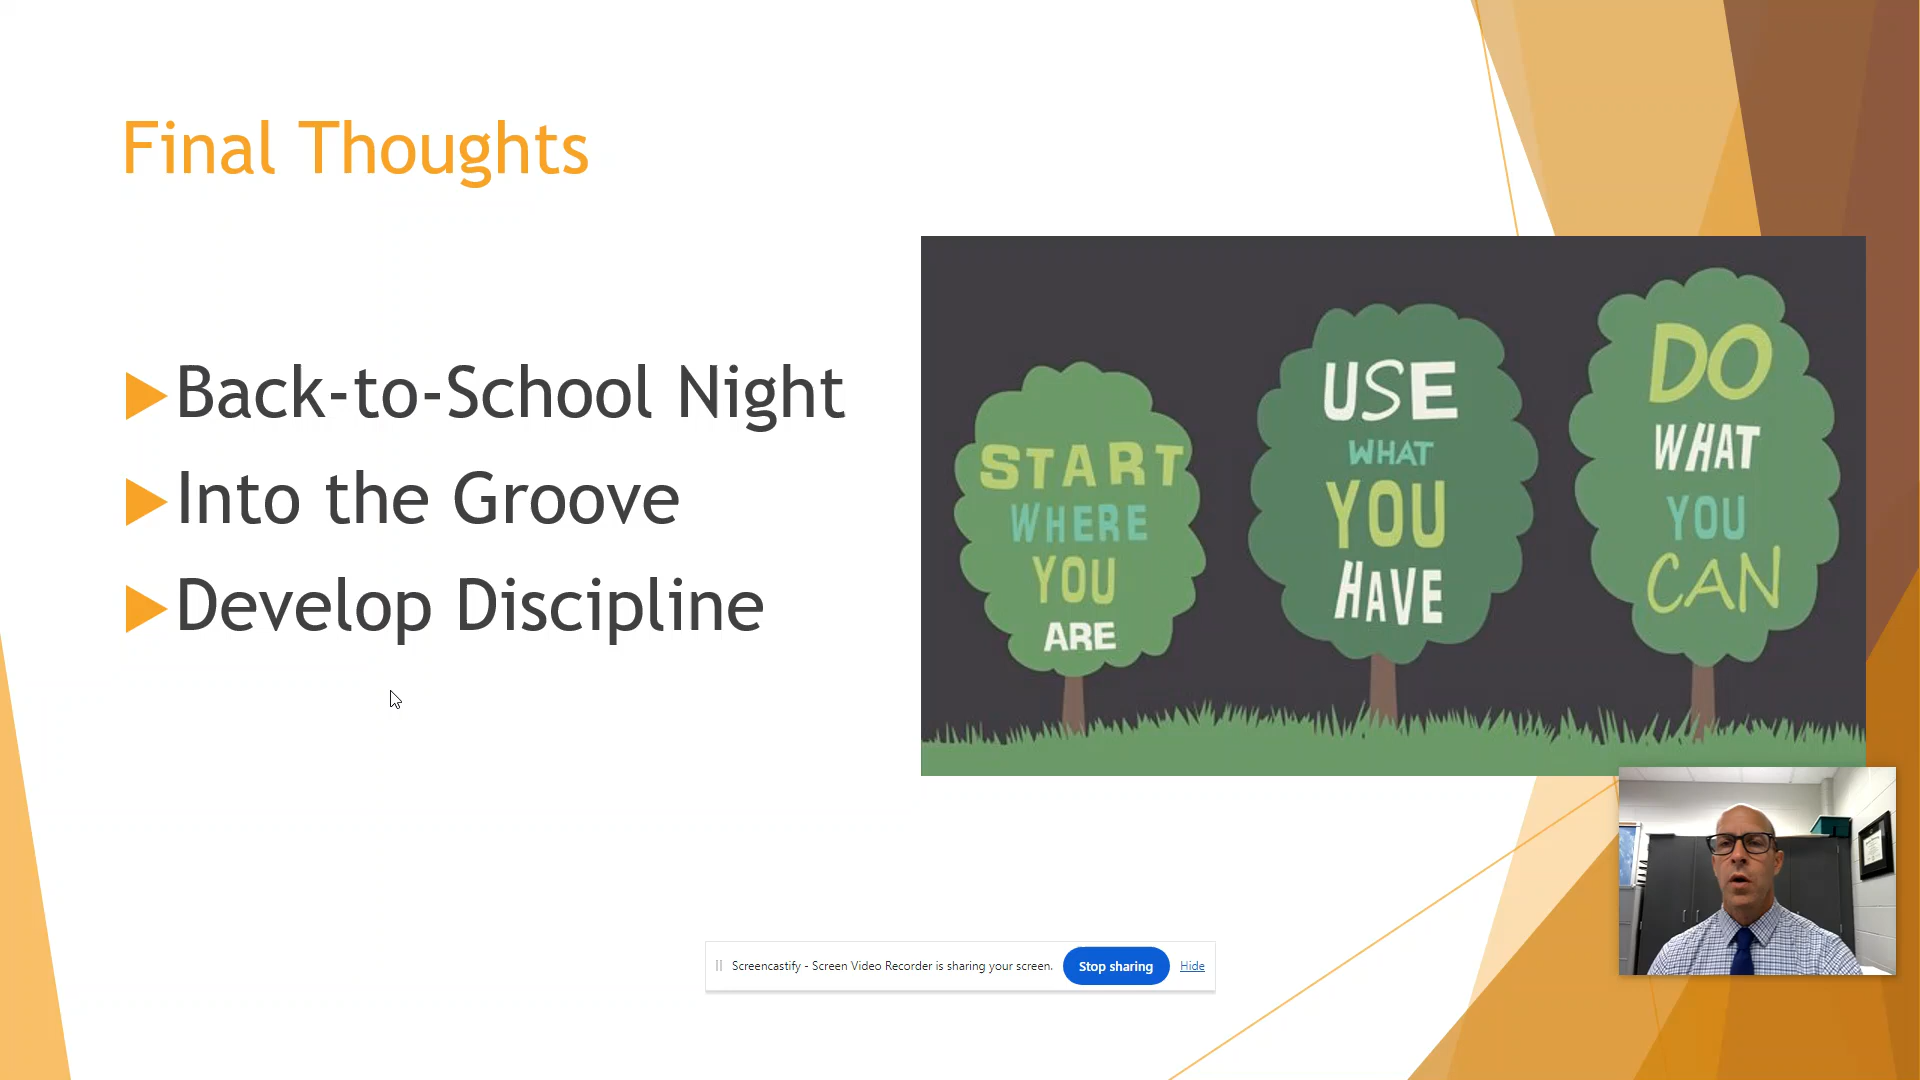 Final Thoughts
Back-to-School Night
Into the Groove
Develop Discipline
START
WHERE
YOU
ARE
USE
WHAT
YOU
HAVE
DO
WHAT
YOU
CAN
Screencastify - Screen Video Recorder is sharing your screen.
Stop sharing
Hide